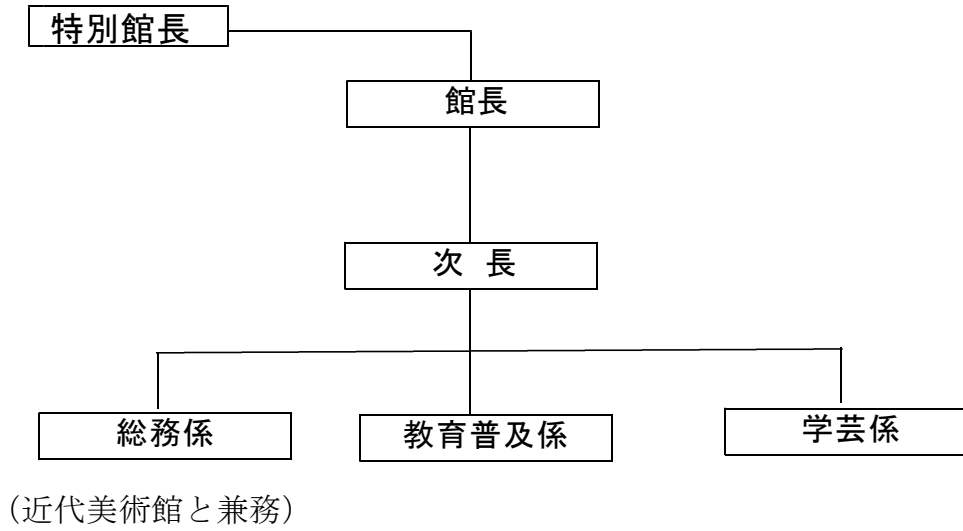 特別館長
館長
次 長
総務係
教育普及係
学芸係
（近代美術館と兼務）